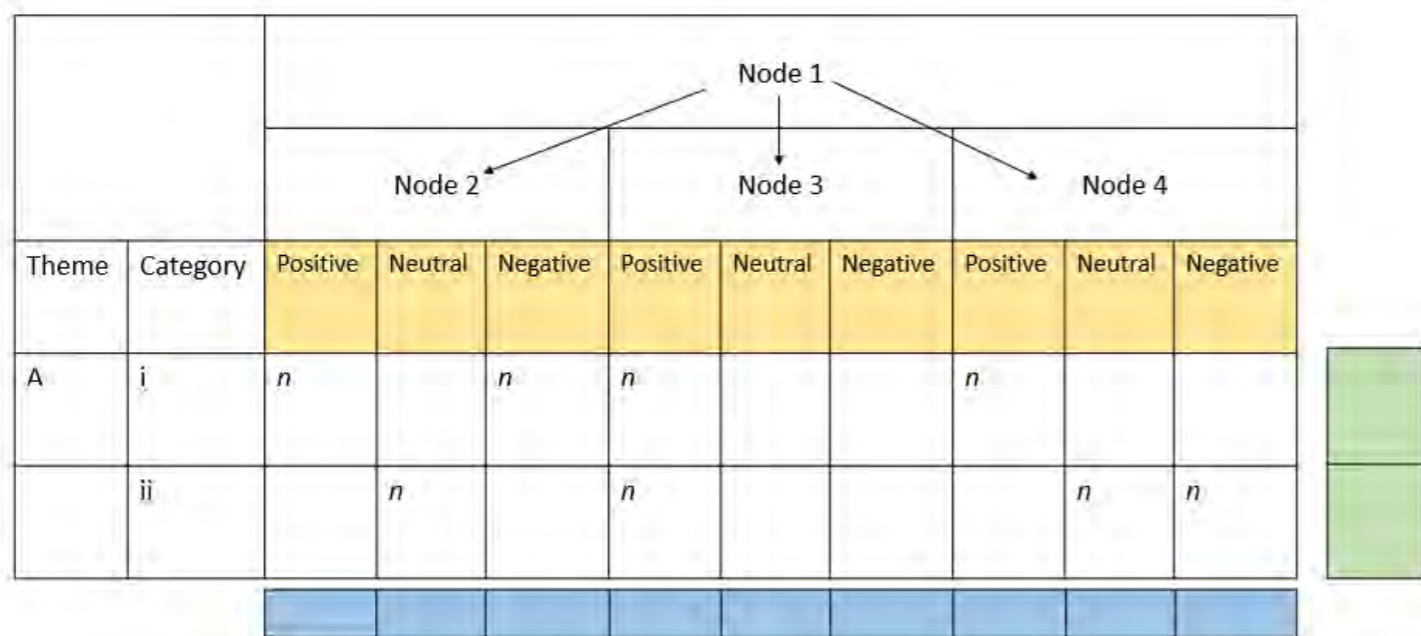 Node 1
Node 2 Node 3 Node 4
Theme Category Positive Neutral Negative Positive Neutral Negative Positive Neutral Negative
A i n n n n
ii n n n n